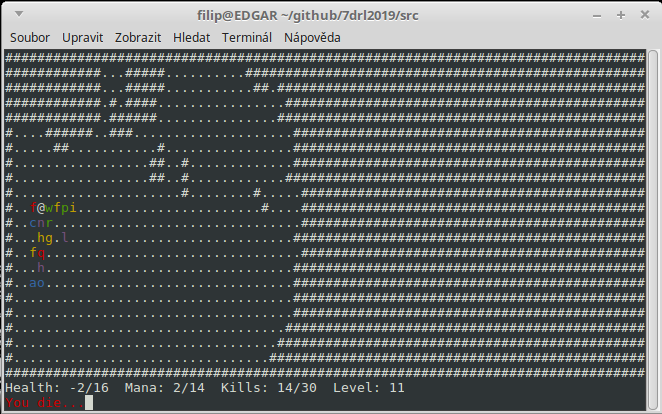 filip@EDGAR ~/github/7drl2019/src
Soubor Upravit Zobrazit Hledat Terminál Nápověda
################################################################################
############...#####..........##################################################
############...#####...........##.##############################################
############.#.####................#############################################
############.######...............##############################################
#....######..###....................############################################
#.....##...........#................############################################
#.................##..#.............############################################
#.................##..#............#############################################
#.....................#........#.....###########################################
#..f@wfpi.......................#....###########################################
#..cnr...............................###########################################
#...hg.l............................############################################
#..fq................................###########################################
#...h...............................############################################
#..ao...............................############################################
#...................................############################################
#...................................############################################
#..................................#############################################
#.................................##############################################
#................................###############################################
################################################################################
Health: -2/16 Mana: 2/14 Kills: 14/30 Level: 11
You die...